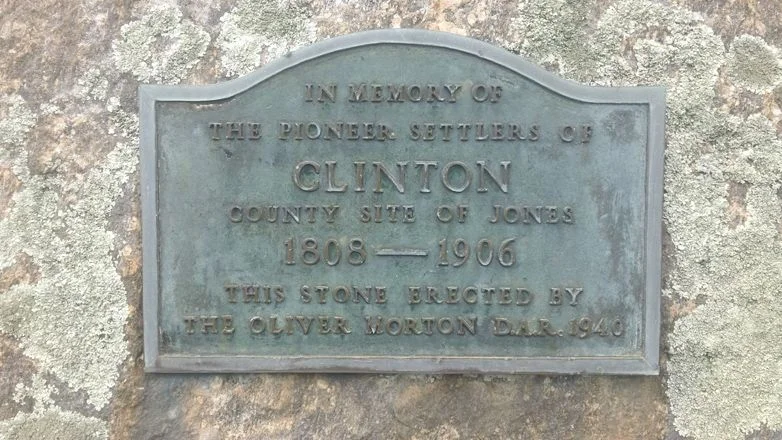 IN MEMORY OF
THE PIONEER SETTLERS OF
CLINTON
COUNTY SITE OF JONES
1808 — 1906
THIS STONE ERECTED BY
THE OLIVER MORTON D.A.R. 1940